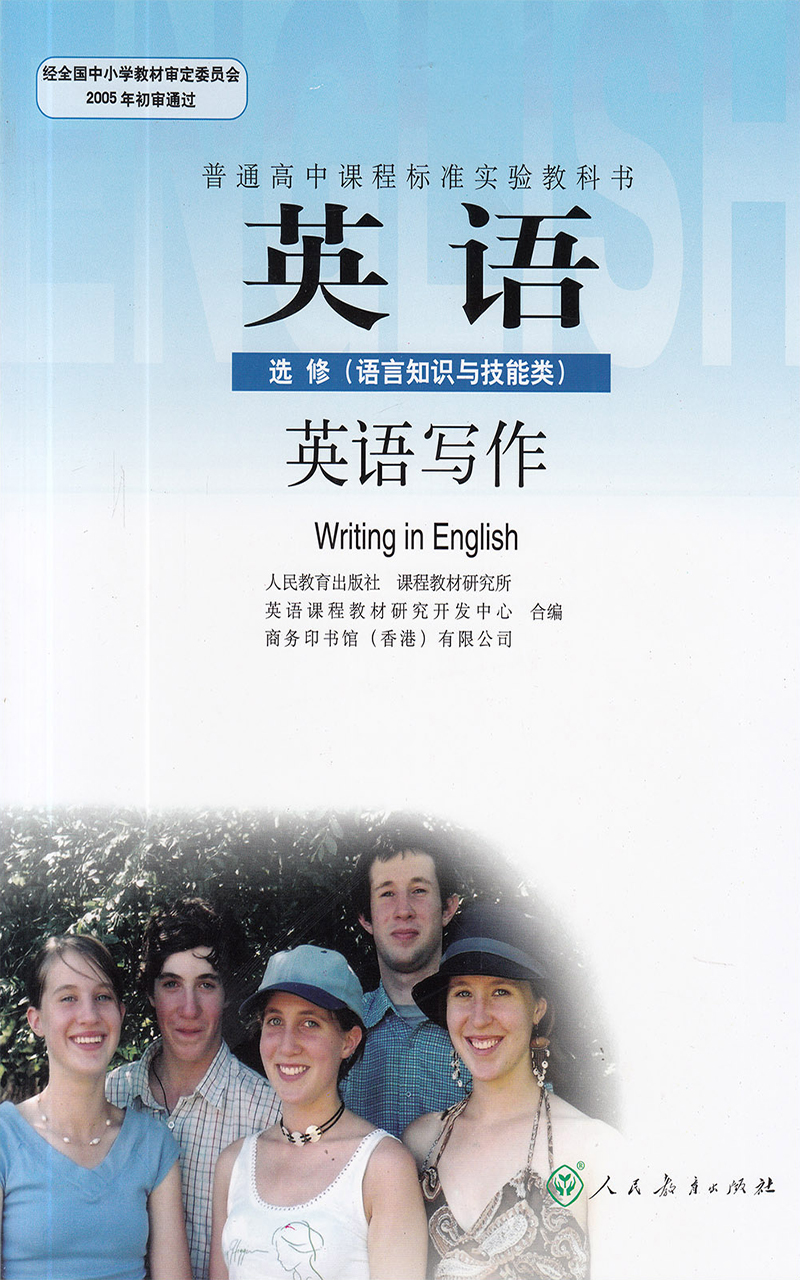 ENGLISH
经全国中小学教材审定委员会
2005年初审通过
普通高中课程标准实验教科书
英语
选修（语言知识与技能类）
英语写作
Writing in English
人民教育出版社 课程教材研究所
英语课程教材研究开发中心 合编
商务印书馆（香港）有限公司
®
人民教育出版社